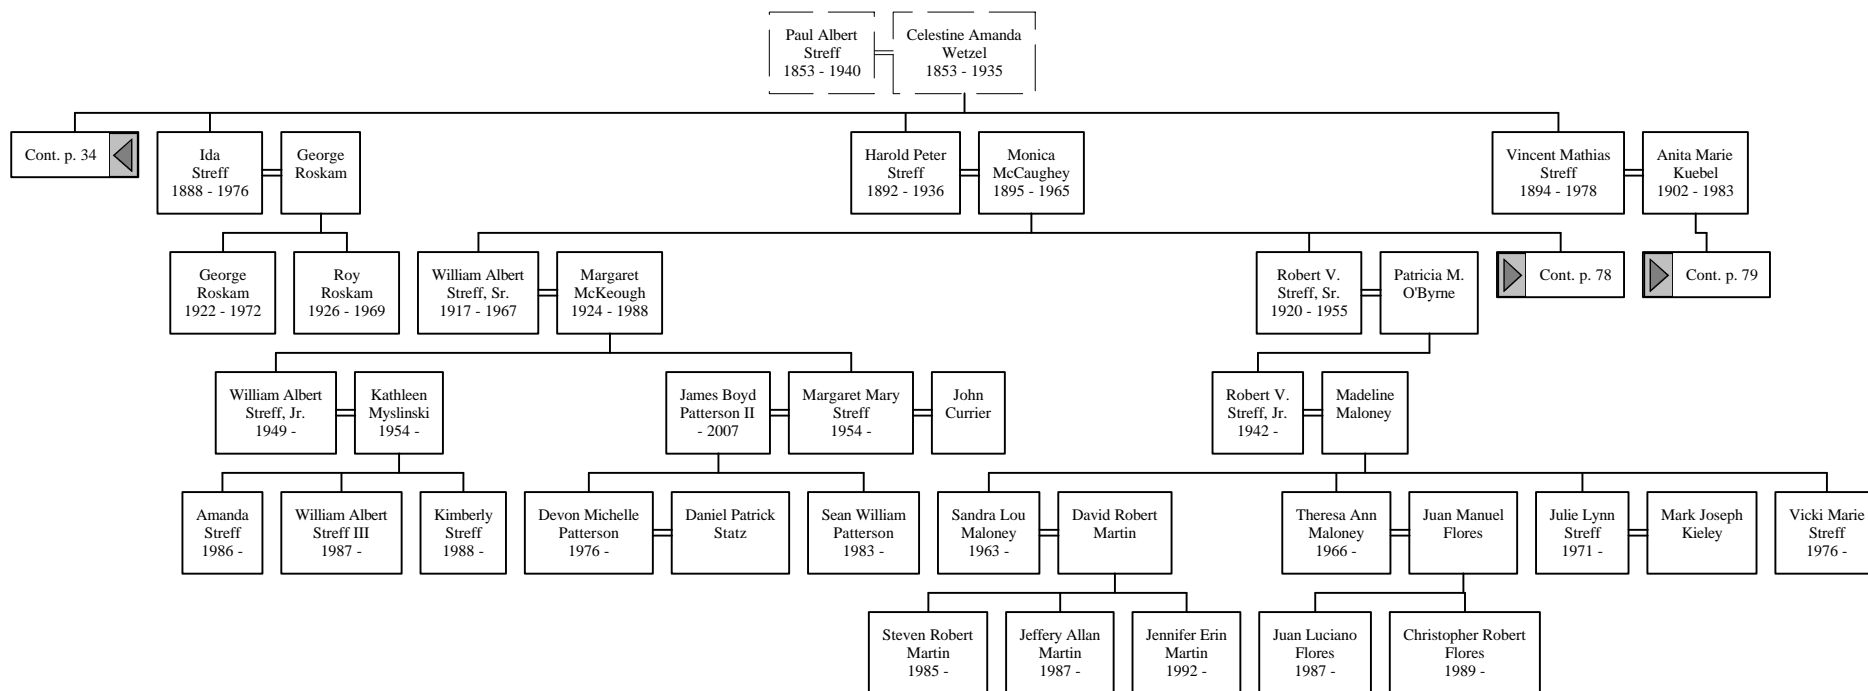 Paul Albert
Streff
1853 - 1940
Celestine Amanda
Wetzel
1853 - 1935
Cont. p. 34
Ida
Streff
1888 - 1976
George
Roskam
Harold Peter
Streff
1892 - 1936
Monica
McCaughey
1895 - 1965
Vincent Mathias
Streff
1894 - 1978
Anita Marie
Kuebel
1902 - 1983
George
Roskam
1922 - 1972
Roy
Roskam
1926 - 1969
William Albert
Streff, Sr.
1917 - 1967
Margaret
McKeough
1924 - 1988
Robert V.
Streff, Sr.
1920 - 1955
Patricia M.
O'Byrne
Cont. p. 78
Cont. p. 79
William Albert
Streff, Jr.
1949 -
Kathleen
Myslinski
1954 -
James Boyd
Patterson II
- 2007
Margaret Mary
Streff
1954 -
John
Currier
Robert V.
Streff, Jr.
1942 -
Madeline
Maloney
Amanda
Streff
1986 -
William Albert
Streff III
1987 -
Kimberly
Streff
1988 -
Devon Michelle
Patterson
1976 -
Daniel Patrick
Statz
Sean William
Patterson
1983 -
Sandra Lou
Maloney
1963 -
David Robert
Martin
Theresa Ann
Maloney
1966 -
Juan Manuel
Flores
Julie Lynn
Streff
1971 -
Mark Joseph
Kieley
Vicki Marie
Streff
1976 -
Steven Robert
Martin
1985 -
Jeffery Allan
Martin
1987 -
Jennifer Erin
Martin
1992 -
Juan Luciano
Flores
1987 -
Christopher Robert
Flores
1989 -